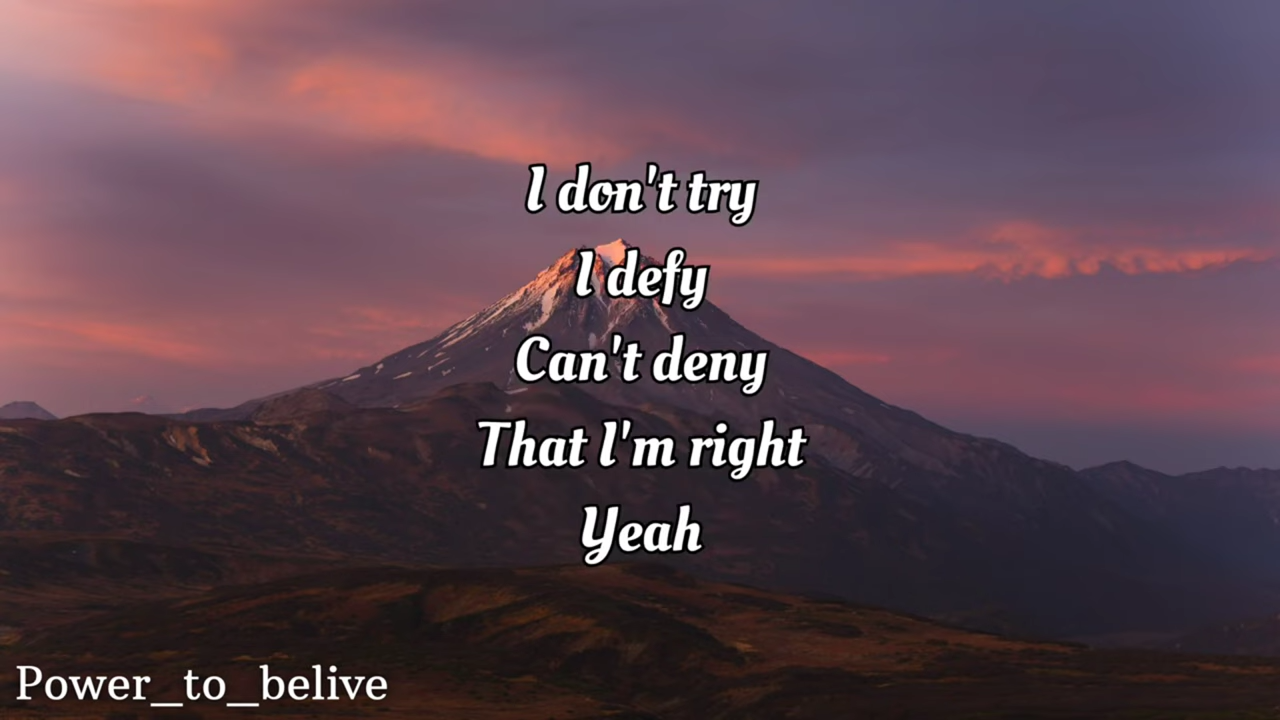 I don't try
I defy
Can't deny
That I'm right
Yeah
Power_to_belive